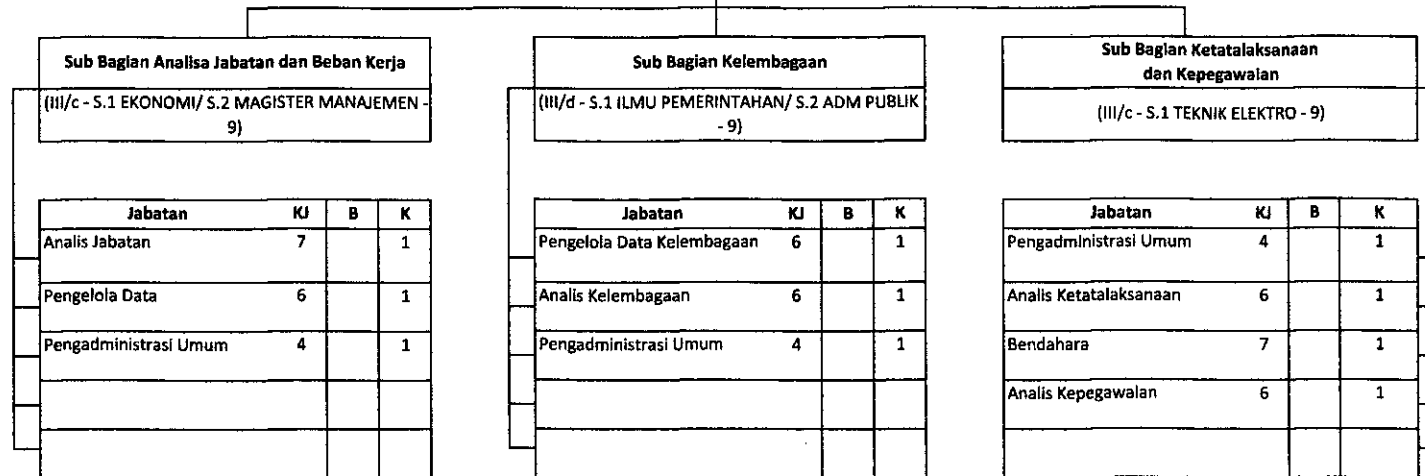 Sub Bagian Analisa Jabatan dan Beban Kerja
(III/c - S.1 EKONOMI/ S.2 MAGISTER MANAJEMEN -
9)
Jabatan KJ B K
Analis Jabatan 7 1
Pengelola Data 6 1
Pengadministrasi Umum 4 1
Sub Bagian Kelembagaan
(III/d - S.1 ILMU PEMERINTAHAN/ S.2 ADM PUBLIK
- 9)
Jabatan KJ B K
Pengelola Data Kelembagaan 6 1
Analis Kelembagaan 6 1
Pengadministrasi Umum 4 1
Sub Bagian Ketatalaksanaan
dan Kepegawaian
(III/c - S.1 TEKNIK ELEKTRO - 9)
Jabatan KJ B K
Pengadministrasi Umum 4 1
Analis Ketatalaksanaan 6 1
Bendahara 7 1
Analis Kepegawaian 6 1